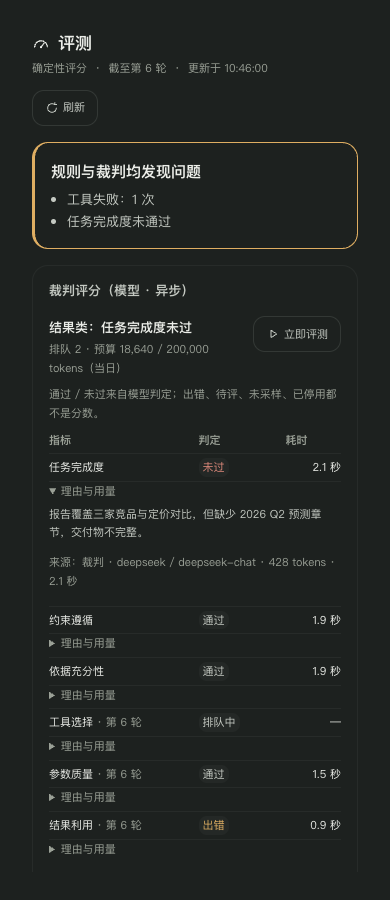 评测
确定性评分 · 截至第 6 轮 · 更新于 10:46:00
刷新
规则与裁判均发现问题
• 工具失败：1 次
• 任务完成度未通过
裁判评分（模型 · 异步）
结果类：任务完成度未过
立即评测
排队 2 · 预算 18,640 / 200,000
tokens（当日）
通过 / 未过来自模型判定；出错、待评、未采样、已停用都
不是分数。
指标 判定 耗时
任务完成度 未过 2.1 秒
▼ 理由与用量
报告覆盖三家竞品与定价对比，但缺少 2026 Q2 预测章
节，交付物不完整。
来源：裁判 · deepseek / deepseek-chat · 428 tokens ·
2.1 秒
约束遵循 通过 1.9 秒
▶ 理由与用量
依据充分性 通过 1.9 秒
▶ 理由与用量
工具选择 · 第 6 轮 排队中 —
▶ 理由与用量
参数质量 · 第 6 轮 通过 1.5 秒
▶ 理由与用量
结果利用 · 第 6 轮 出错 0.9 秒
▶ 理由与用量